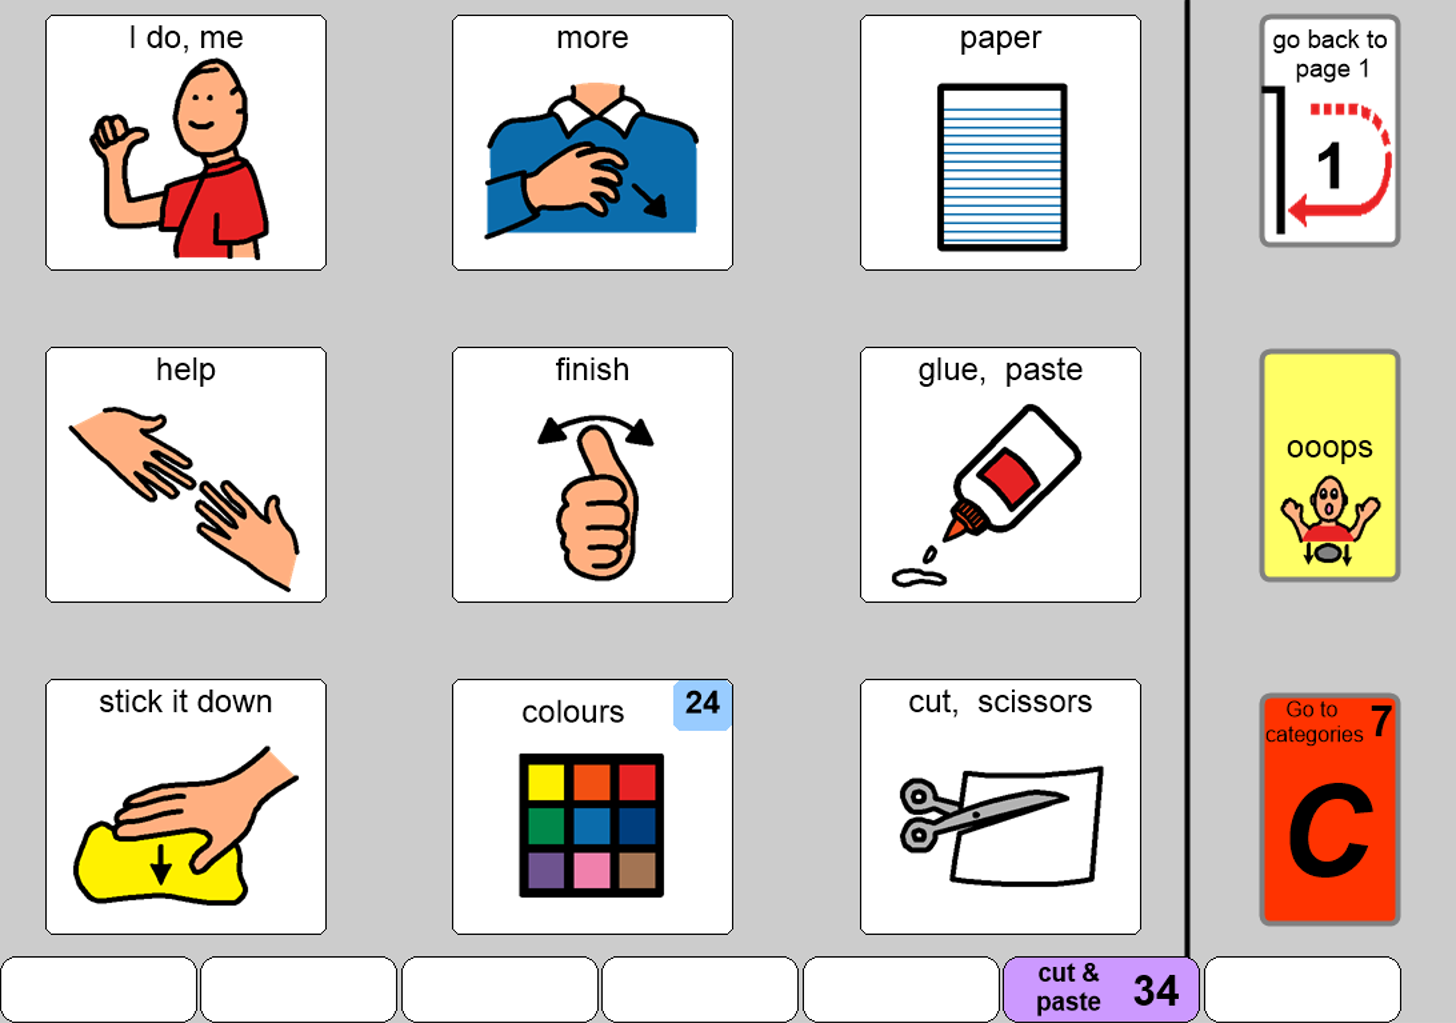 I do, me
more
paper
go back to
page 1
1
help
finish
glue,  paste
ooops
stick it down
colours
24
cut,  scissors
Go to
categories 7
C
cut &
paste 34